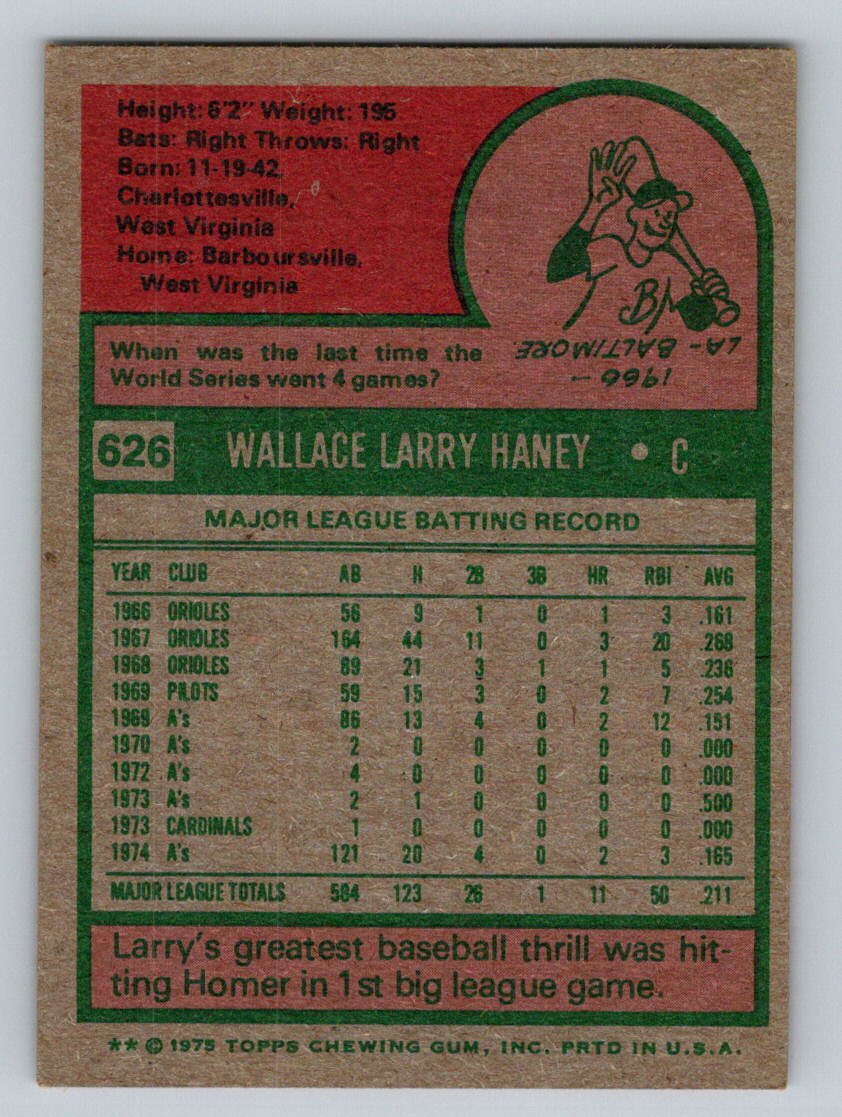 Height: 6'2" Weight: 195
Bats: Right Throws: Right
Born: 11-19-42,
Charlottesville,
West Virginia
Home: Barboursville,
West Virginia
B
When was the last time the
World Series went 4 games?
1966 -
LA - BALTIMORE
3BOWITJA8
626 WALLACE LARRY HANEY • C
MAJOR LEAGUE BATTING RECORD
YEAR CLUB AB H 2B 3B HR RBI AVG
1966 ORIOLES 56 9 1 0 1 3 .161
1967 ORIOLES 164 44 11 0 3 20 .268
1968 ORIOLES 89 21 3 1 1 5 .236
1969 PILOTS 59 15 3 0 2 7 .254
1969 A's 86 13 4 0 2 12 .151
1970 A's 2 0 0 0 0 0 .000
1972 A's 4 0 0 0 0 0 .000
1973 A's 2 1 0 0 0 0 .500
1973 CARDINALS 1 0 0 0 0 0 .000
1974 A's 121 20 4 0 2 3 .165
MAJOR LEAGUE TOTALS 584 123 26 1 11 50 .211
Larry's greatest baseball thrill was hit-
ting Homer in 1st big league game.
** © 1975 TOPPS CHEWING GUM, INC. PRTD IN U.S.A.